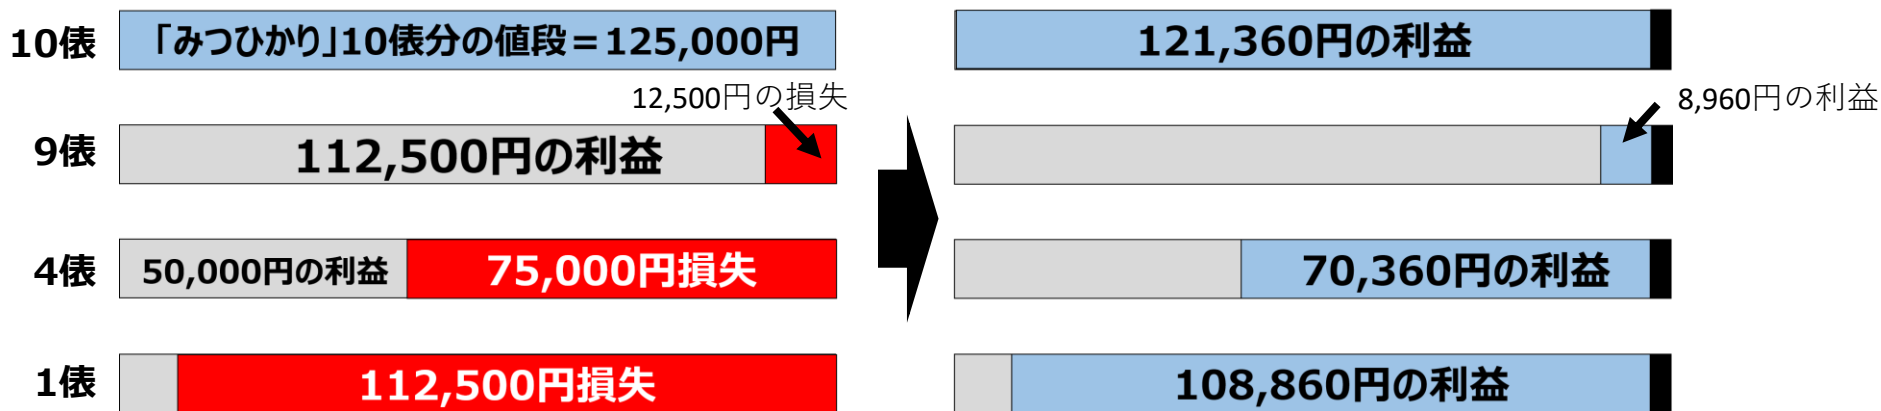 10俵 「みつひかり」10俵分の値段＝125,000円 121,360円の利益
12,500円の損失 8,960円の利益
9俵 112,500円の利益
4俵 50,000円の利益 75,000円損失 70,360円の利益
1俵 112,500円損失 108,860円の利益